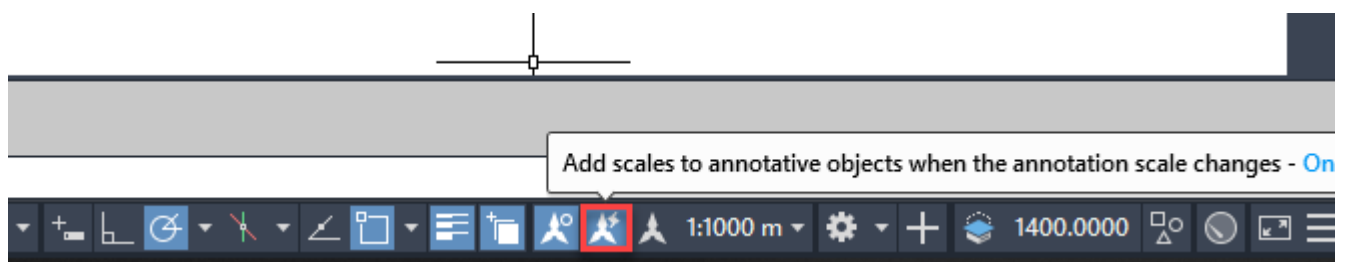 Add scales to annotative objects when the annotation scale changes - On
1:1000 m
1400.0000